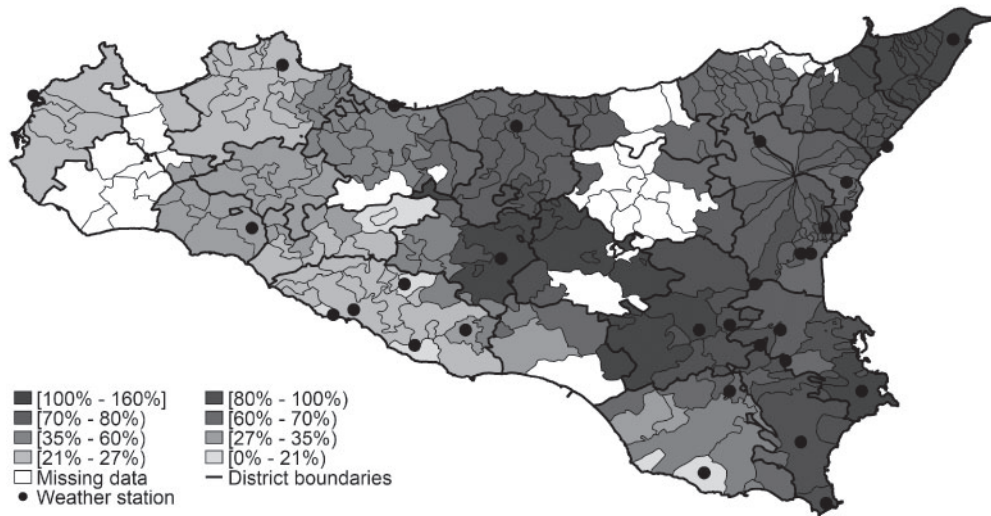 [100% - 160%] [80% - 100%)
[70% - 80%) [60% - 70%)
[35% - 60%) [27% - 35%)
[21% - 27%) [0% - 21%)
Missing data District boundaries
Weather station